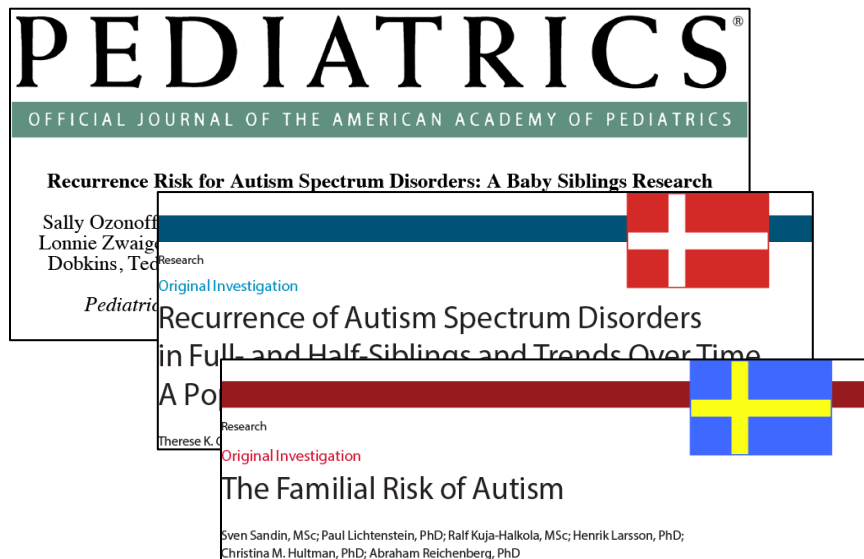 PEDIATRICS®
OFFICIAL JOURNAL OF THE AMERICAN ACADEMY OF PEDIATRICS
Recurrence Risk for Autism Spectrum Disorders: A Baby Siblings Research
Sally Ozonoff
Lonnie
Dobkins,
Research
Original Investigation
Recurrence of Autism Spectrum Disorders
in Full- and Half-Siblings and Trends Over Time
A
Therese K.
Research
Original Investigation
The Familial Risk of Autism
Sven Sandin, MSc; Paul Lichtenstein, PhD; Ralf Kuja-Halkola, MSc; Henrik Larsson, PhD;
Christina M. Hultman, PhD; Abraham Reichenberg, PhD